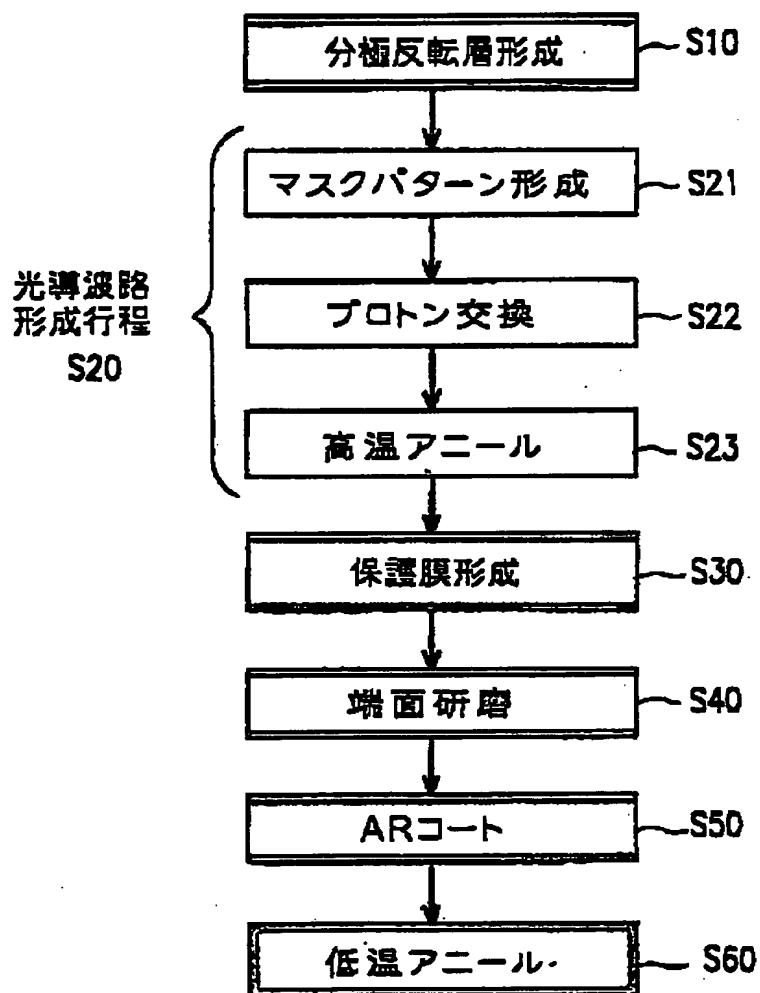 分極反転層形成 S10
マスクパターン形成 S21
光導波路
形成行程
S20
プロトン交換 S22
高温アニール S23
保護膜形成 S30
端面研磨 S40
ARコート S50
低温アニール S60